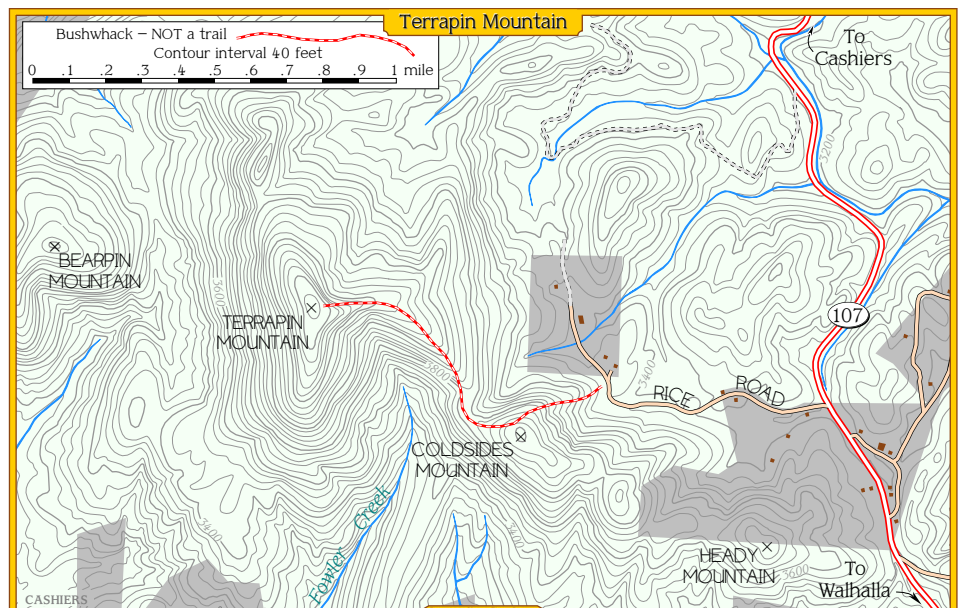 Terrapin Mountain
Bushwhack – NOT a trail
Contour interval 40 feet
0 .1 .2 .3 .4 .5 .6 .7 .8 .9 1 mile
To
Cashiers
3200
BEARPIN
MOUNTAIN
3600
TERRAPIN
MOUNTAIN
107
3800
3400
RICE ROAD
COLDSIDES
MOUNTAIN
Fowler Creek
3400
3400
HEADY
MOUNTAIN
3600
To
Walhalla
CASHIERS